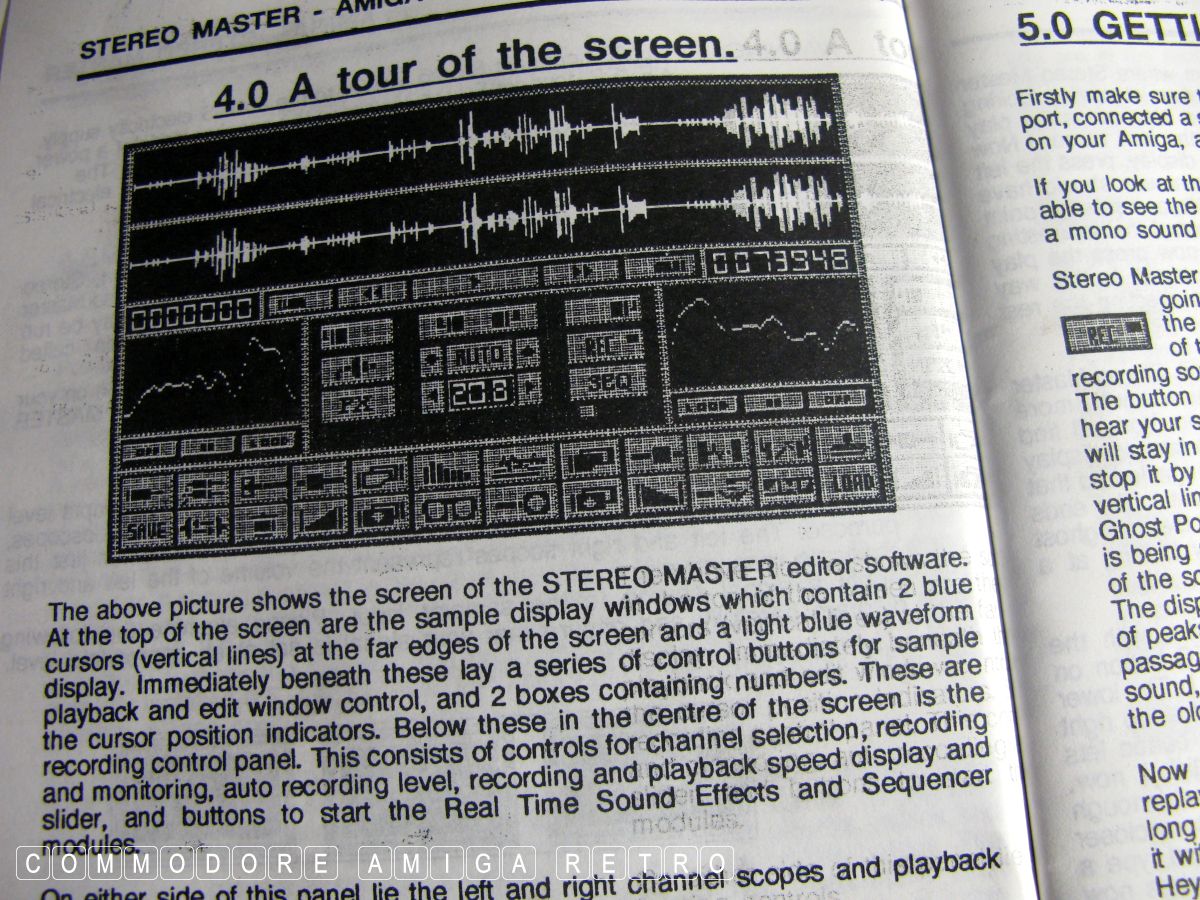 STEREO MASTER - AMIGA
4.0 A tour of the screen.
0000000
0073948
AUTO
REC
20.8
SEQ
FX
SAVE
LOAD
The above picture shows the screen of the STEREO MASTER editor software.
At the top of the screen are the sample display windows which contain 2 blue
cursors (vertical lines) at the far edges of the screen and a light blue waveform
display. Immediately beneath these lay a series of control buttons for sample
playback and edit window control, and 2 boxes containing numbers. These are
the cursor position indicators. Below these in the centre of the screen is the
recording control panel. This consists of controls for channel selection, recording
and monitoring, auto recording level, recording and playback speed display and
slider, and buttons to start the Real Time Sound Effects and Sequencer
modules.
On either side of this panel lie the left and right channel scopes and playback
5.0 GETTI
Firstly make sure
port, connected a
on your Amiga, a
If you look at th
able to see the
a mono sound
Stereo Master
goin
REC
the
of t
recording so
The button
hear your s
will stay in
stop it by
vertical lin
Ghost Po
is being
of the so
The disp
of peaks
passag
sound.
the old
Now
repla
long
it wi
Hey
COMMODORE AMIGA RETRO